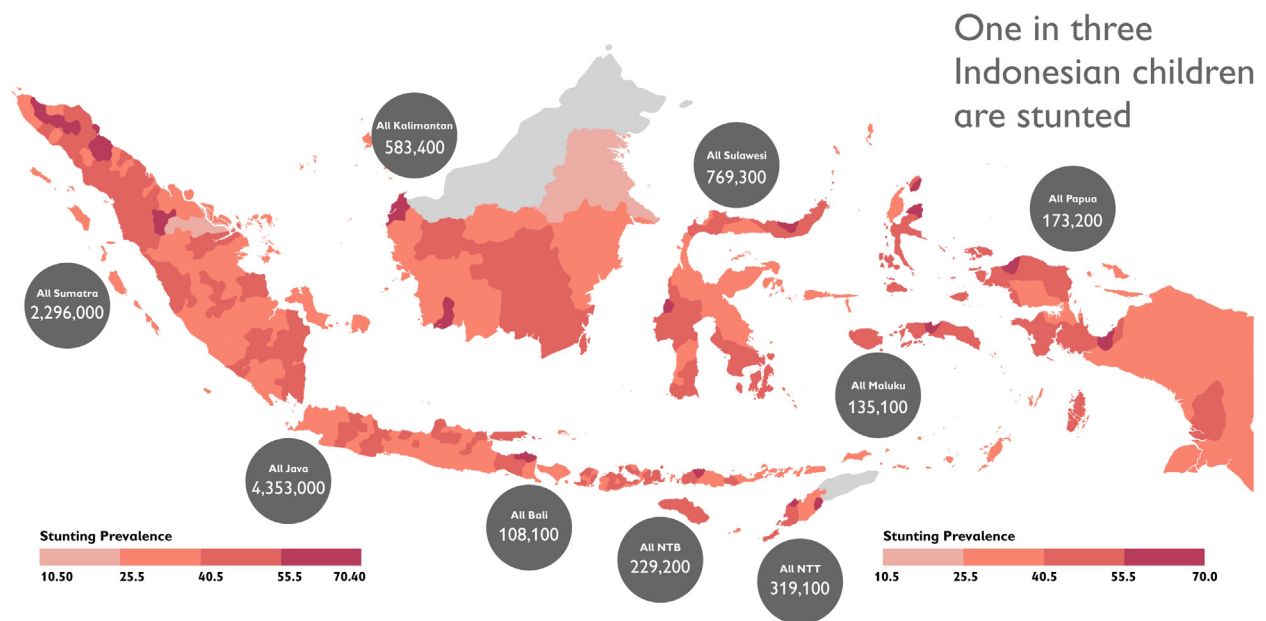 One in three
Indonesian children
are stunted
All Kalimantan
583,400
All Sulawesi
769,300
All Papua
173,200
All Sumatra
2,296,000
All Maluku
135,100
All Java
4,353,000
All Bali
108,100
All NTB
229,200
All NTT
319,100
Stunting Prevalence
10.50 25.5 40.5 55.5 70.40
Stunting Prevalence
10.5 25.5 40.5 55.5 70.0